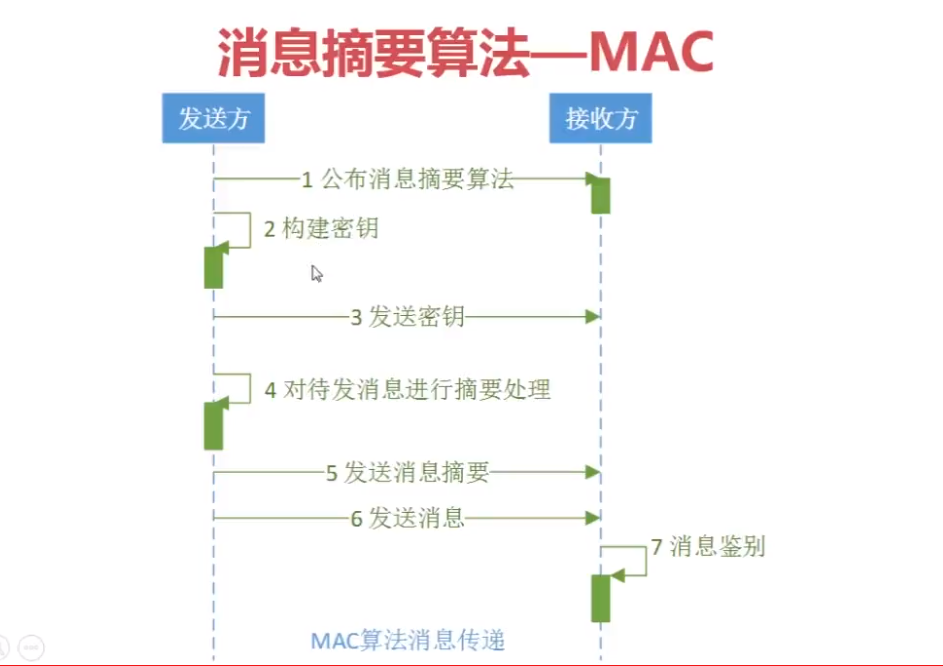 消息摘要算法—MAC
发送方
接收方
1 公布消息摘要算法
2 构建密钥
3 发送密钥
4 对待发消息进行摘要处理
5 发送消息摘要
6 发送消息
7 消息鉴别
MAC算法消息传递